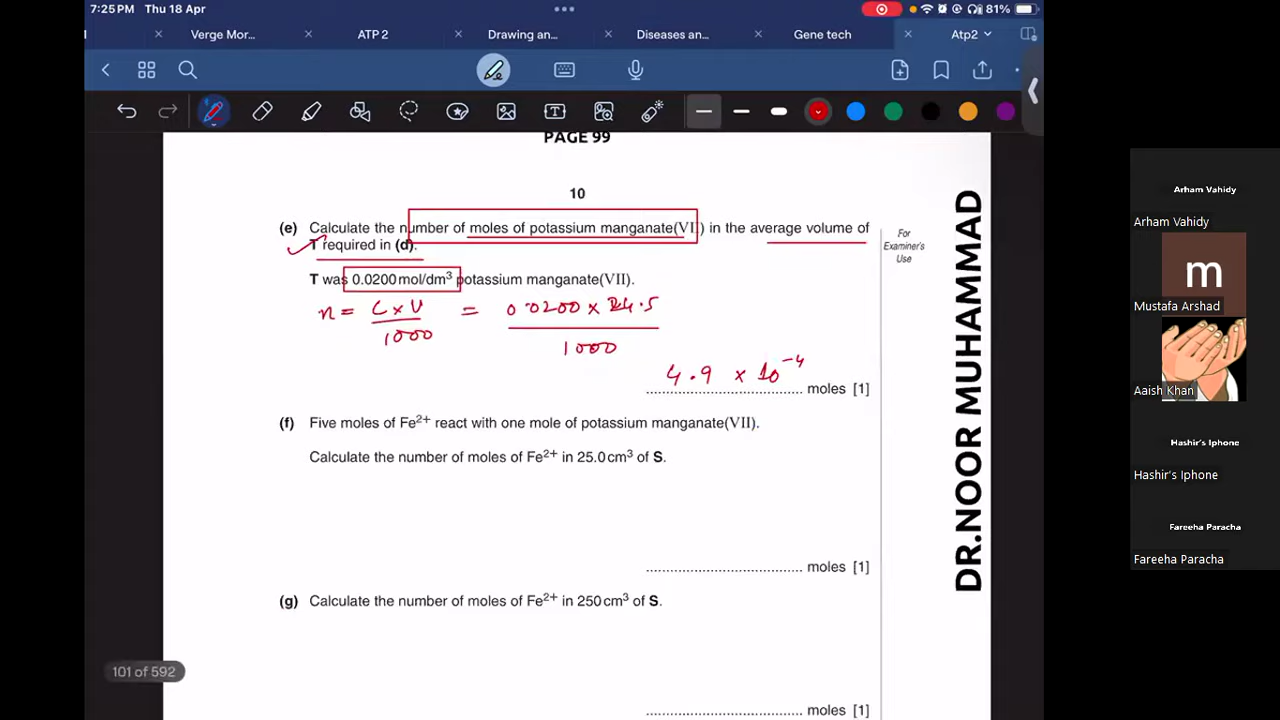 7:25 PM Thu 18 Apr
81%
Verge Mor...
ATP 2
Drawing an...
Diseases an...
Gene tech
Atp2
PAGE 99
10
(e) Calculate the number of moles of potassium manganate(VII) in the average volume of
T required in (d).
For
Examiner's
Use
T was 0.0200 mol/dm³ potassium manganate(VII).
n = C x V = 0.0200 x 24.5
1000 1000
4.9 x 10⁻⁴
moles [1]
(f) Five moles of Fe²⁺ react with one mole of potassium manganate(VII).
Calculate the number of moles of Fe²⁺ in 25.0 cm³ of S.
moles [1]
(g) Calculate the number of moles of Fe²⁺ in 250 cm³ of S.
moles [1]
101 of 592
DR.NOOR MUHAMMAD
Arham Vahidy
Arham Vahidy
m
Mustafa Arshad
Aaish Khan
Hashir's Iphone
Hashir's Iphone
Fareeha Paracha
Fareeha Paracha